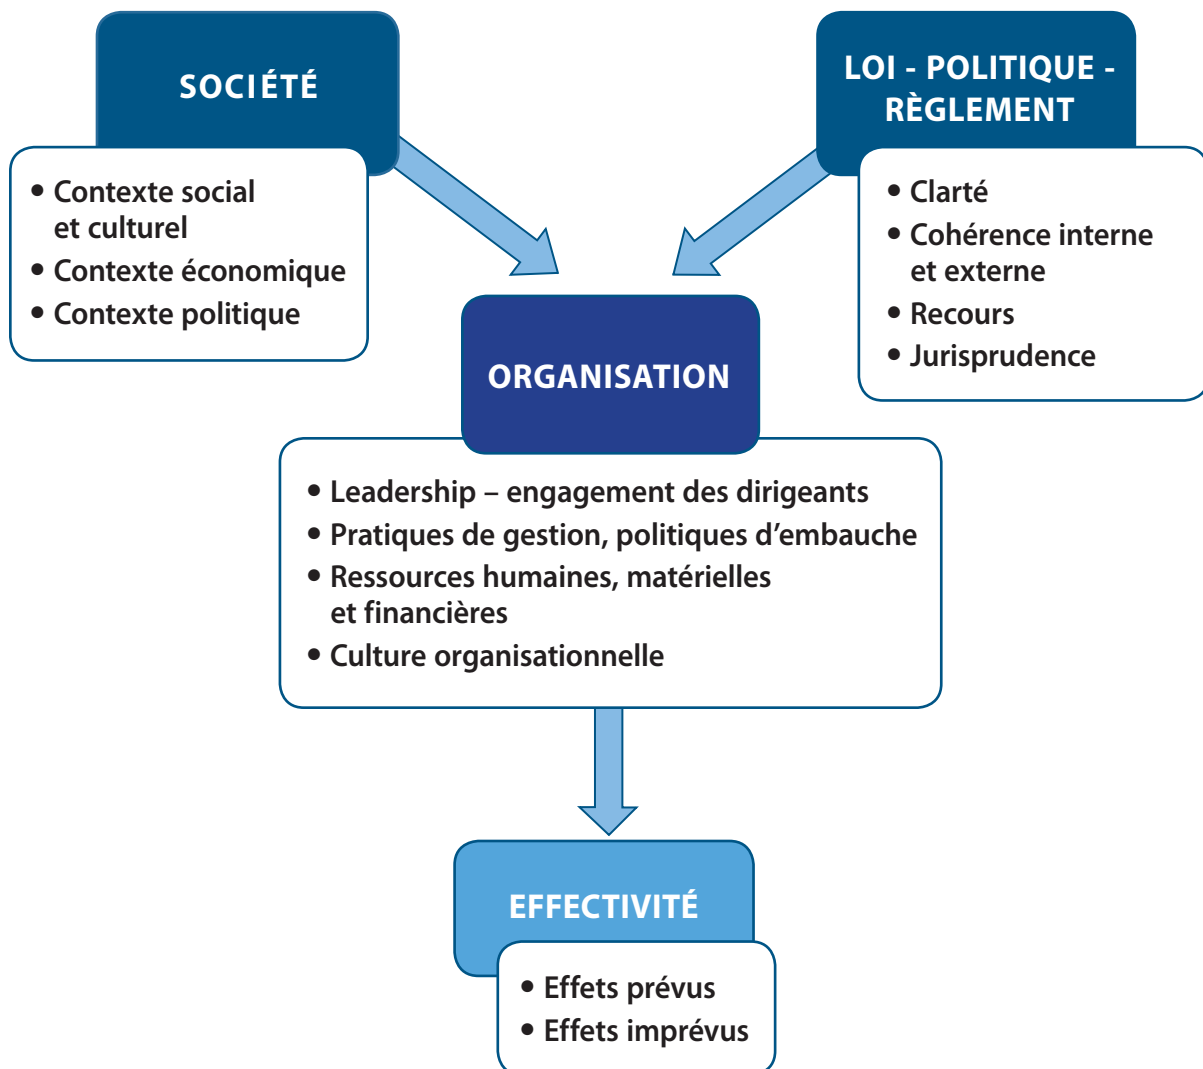 SOCIÉTÉ
• Contexte social
et culturel
• Contexte économique
• Contexte politique
LOI - POLITIQUE -
RÈGLEMENT
• Clarté
• Cohérence interne
et externe
• Recours
• Jurisprudence
ORGANISATION
• Leadership – engagement des dirigeants
• Pratiques de gestion, politiques d’embauche
• Ressources humaines, matérielles
et financières
• Culture organisationnelle
EFFECTIVITÉ
• Effets prévus
• Effets imprévus